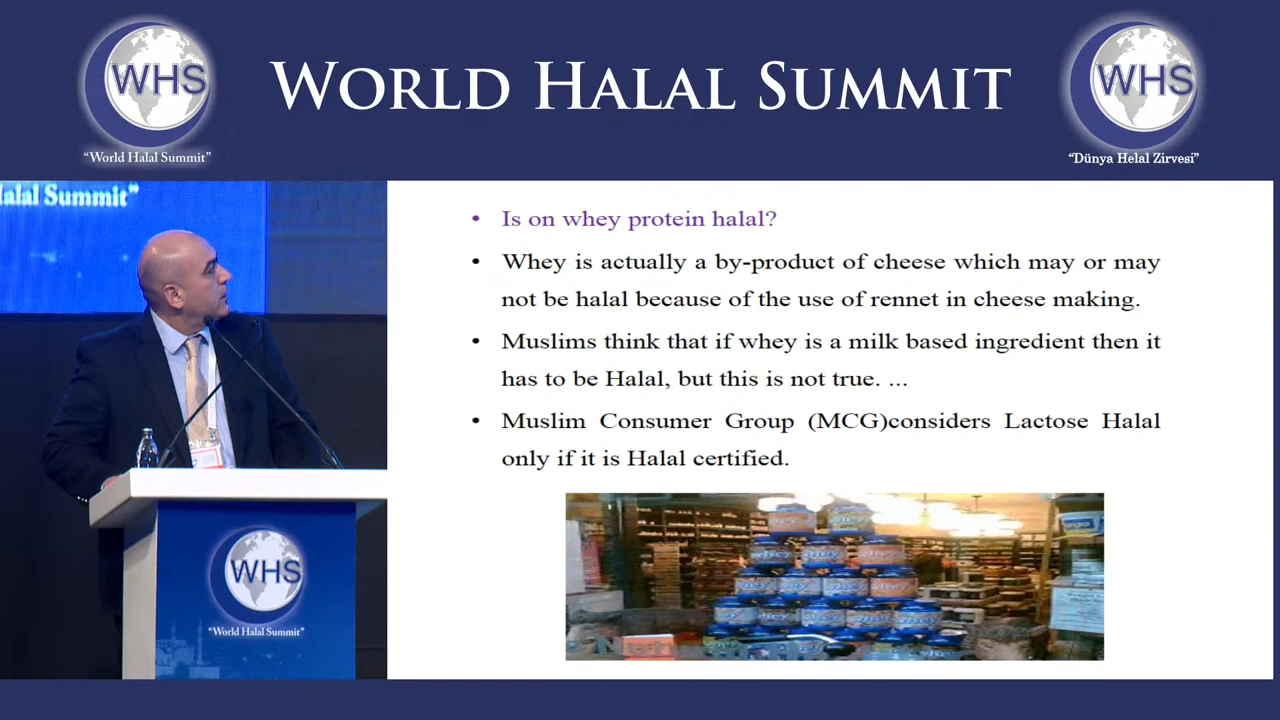 WHS
WORLD HALAL SUMMIT
WHS
"World Halal Summit"
"Dünya Helal Zirvesi"
alal Summit"
• Is on whey protein halal?
• Whey is actually a by-product of cheese which may or may
not be halal because of the use of rennet in cheese making.
• Muslims think that if whey is a milk based ingredient then it
has to be Halal, but this is not true. ...
• Muslim Consumer Group (MCG)considers Lactose Halal
only if it is Halal certified.
WHS
"World Halal Summit"